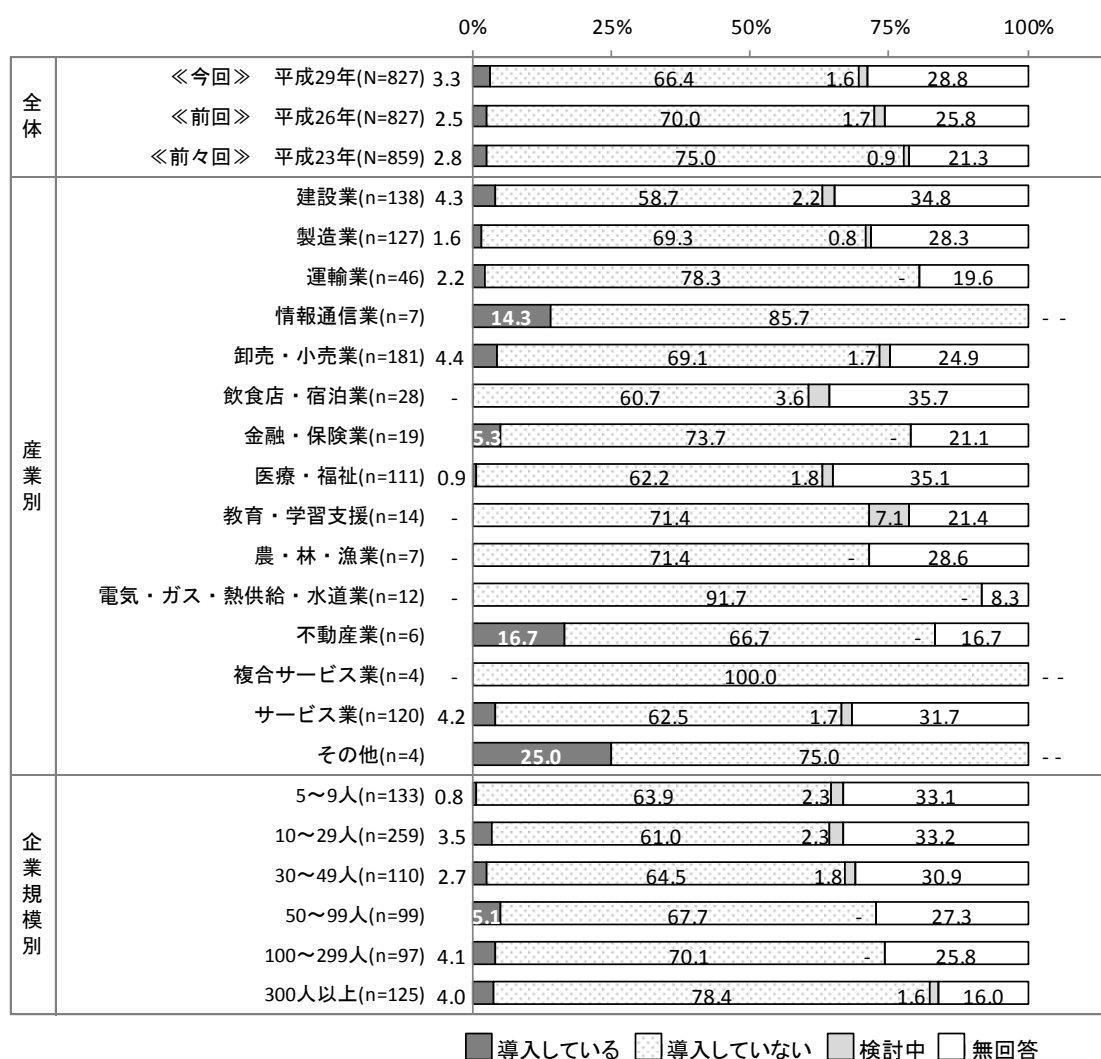 0% 25% 50% 75% 100%
全体
≪今回≫ 平成29年(N=827) 3.3 66.4 1.6 28.8
≪前回≫ 平成26年(N=827) 2.5 70.0 1.7 25.8
≪前々回≫ 平成23年(N=859) 2.8 75.0 0.9 21.3
産業別
建設業(n=138) 4.3 58.7 2.2 34.8
製造業(n=127) 1.6 69.3 0.8 28.3
運輸業(n=46) 2.2 78.3 - 19.6
情報通信業(n=7) 14.3 85.7 - -
卸売・小売業(n=181) 4.4 69.1 1.7 24.9
飲食店・宿泊業(n=28) - 60.7 3.6 35.7
金融・保険業(n=19) 5.3 73.7 - 21.1
医療・福祉(n=111) 0.9 62.2 1.8 35.1
教育・学習支援(n=14) - 71.4 7.1 21.4
農・林・漁業(n=7) - 71.4 - 28.6
電気・ガス・熱供給・水道業(n=12) - 91.7 - 8.3
不動産業(n=6) 16.7 66.7 - 16.7
複合サービス業(n=4) - 100.0 - -
サービス業(n=120) 4.2 62.5 1.7 31.7
その他(n=4) 25.0 75.0 - -
企業規模別
5～9人(n=133) 0.8 63.9 2.3 33.1
10～29人(n=259) 3.5 61.0 2.3 33.2
30～49人(n=110) 2.7 64.5 1.8 30.9
50～99人(n=99) 5.1 67.7 - 27.3
100～299人(n=97) 4.1 70.1 - 25.8
300人以上(n=125) 4.0 78.4 1.6 16.0
導入している 導入していない 検討中 無回答